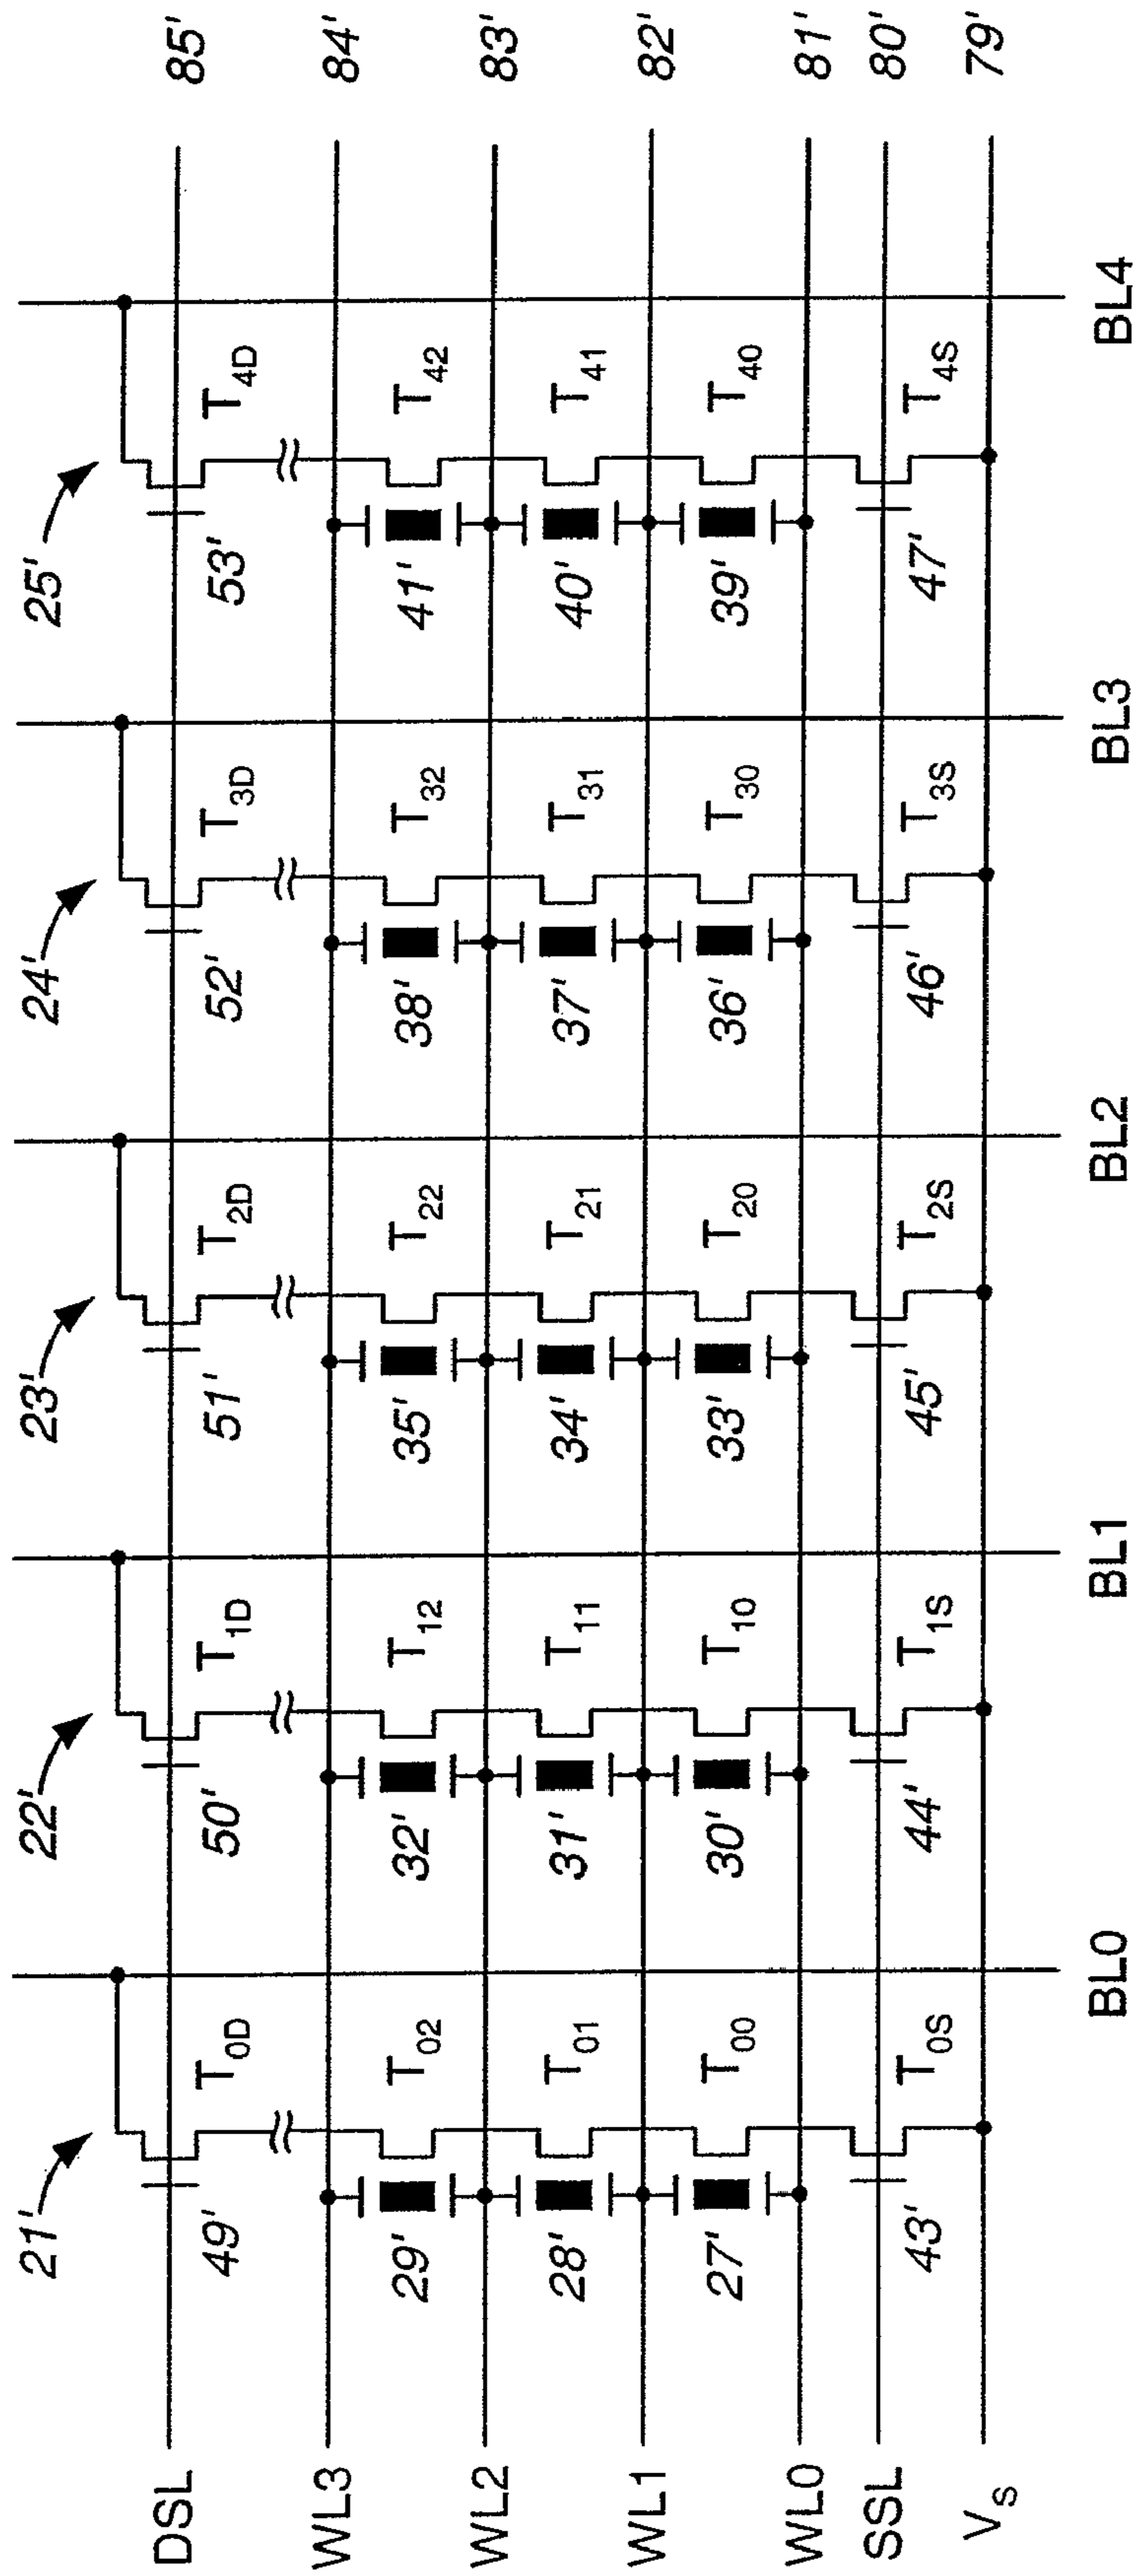 21' 22' 23' 24' 25'
DSL 85'
49' T0D 50' T1D 51' T2D 52' T3D 53' T4D
WL3 84'
29' T02 32' T12 35' T22 38' T32 41' T42
WL2 83'
28' T01 31' T11 34' T21 37' T31 40' T41
WL1 82'
27' T00 30' T10 33' T20 36' T30 39' T40
WL0 81'
SSL 80'
43' T0S 44' T1S 45' T2S 46' T3S 47' T4S
VS 79'
BL0 BL1 BL2 BL3 BL4